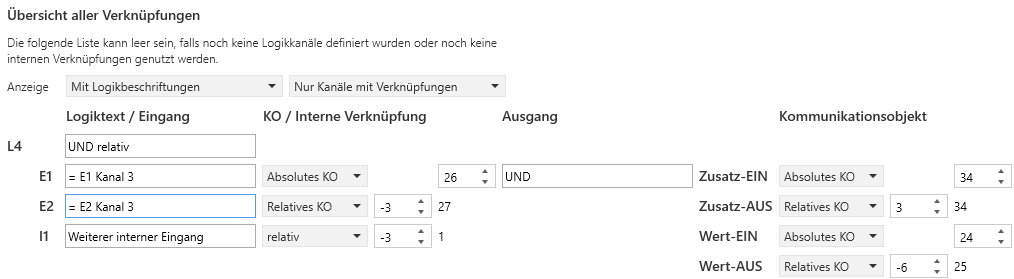 Übersicht aller Verknüpfungen
Die folgende Liste kann leer sein, falls noch keine Logikkanäle definiert wurden oder noch keine
internen Verknüpfungen genutzt werden.
Anzeige Mit Logikbeschriftungen Nur Kanäle mit Verknüpfungen
Logiktext / Eingang KO / Interne Verknüpfung Ausgang Kommunikationsobjekt
L4 UND relativ
E1 = E1 Kanal 3 Absolutes KO 26 UND Zusatz-EIN Absolutes KO 34
E2 = E2 Kanal 3 Relatives KO -3 27 Zusatz-AUS Relatives KO 3 34
I1 Weiterer interner Eingang relativ -3 1 Wert-EIN Absolutes KO 24
Wert-AUS Relatives KO -6 25